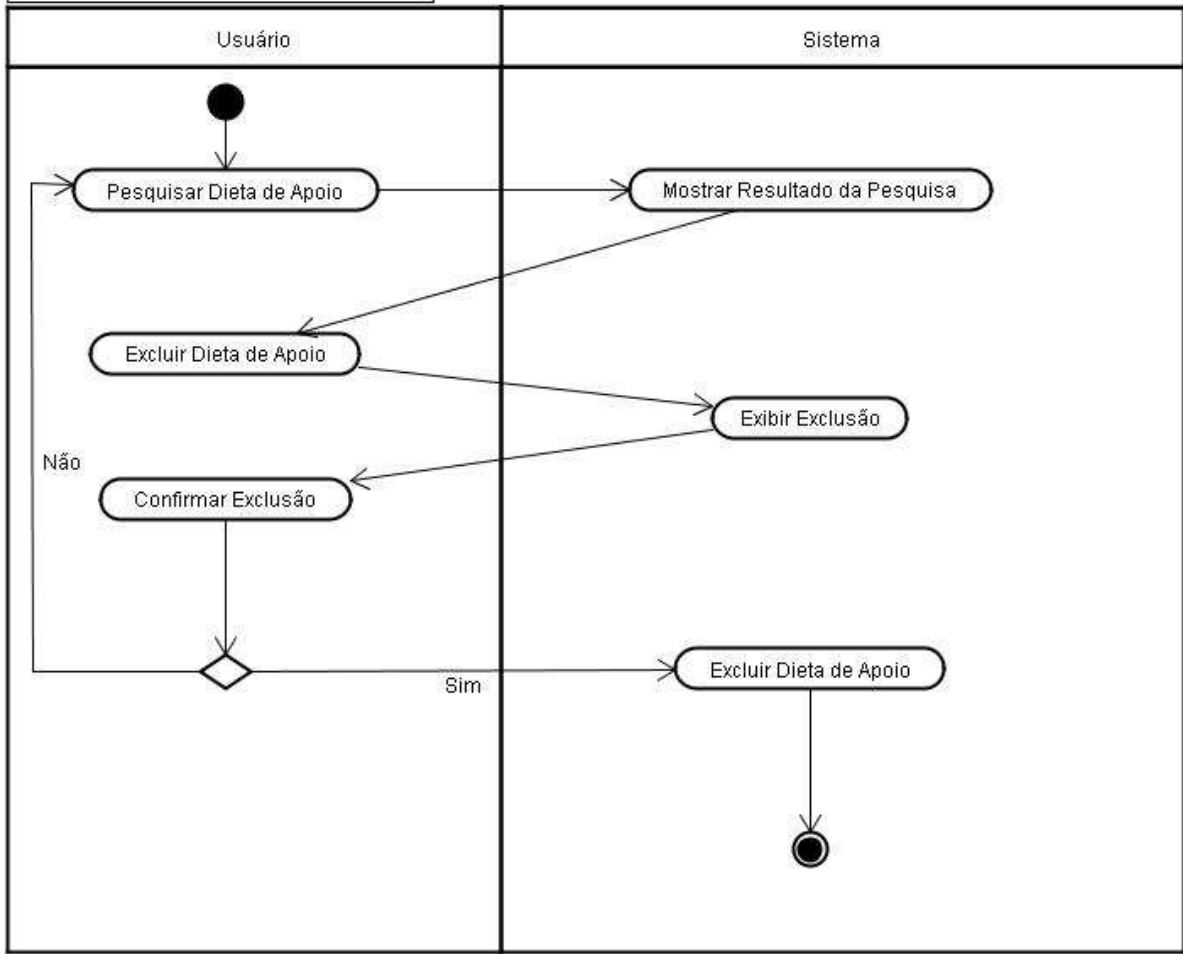 Usuário
Sistema
Pesquisar Dieta de Apoio
Mostrar Resultado da Pesquisa
Excluir Dieta de Apoio
Exibir Exclusão
Não
Confirmar Exclusão
Excluir Dieta de Apoio
Sim